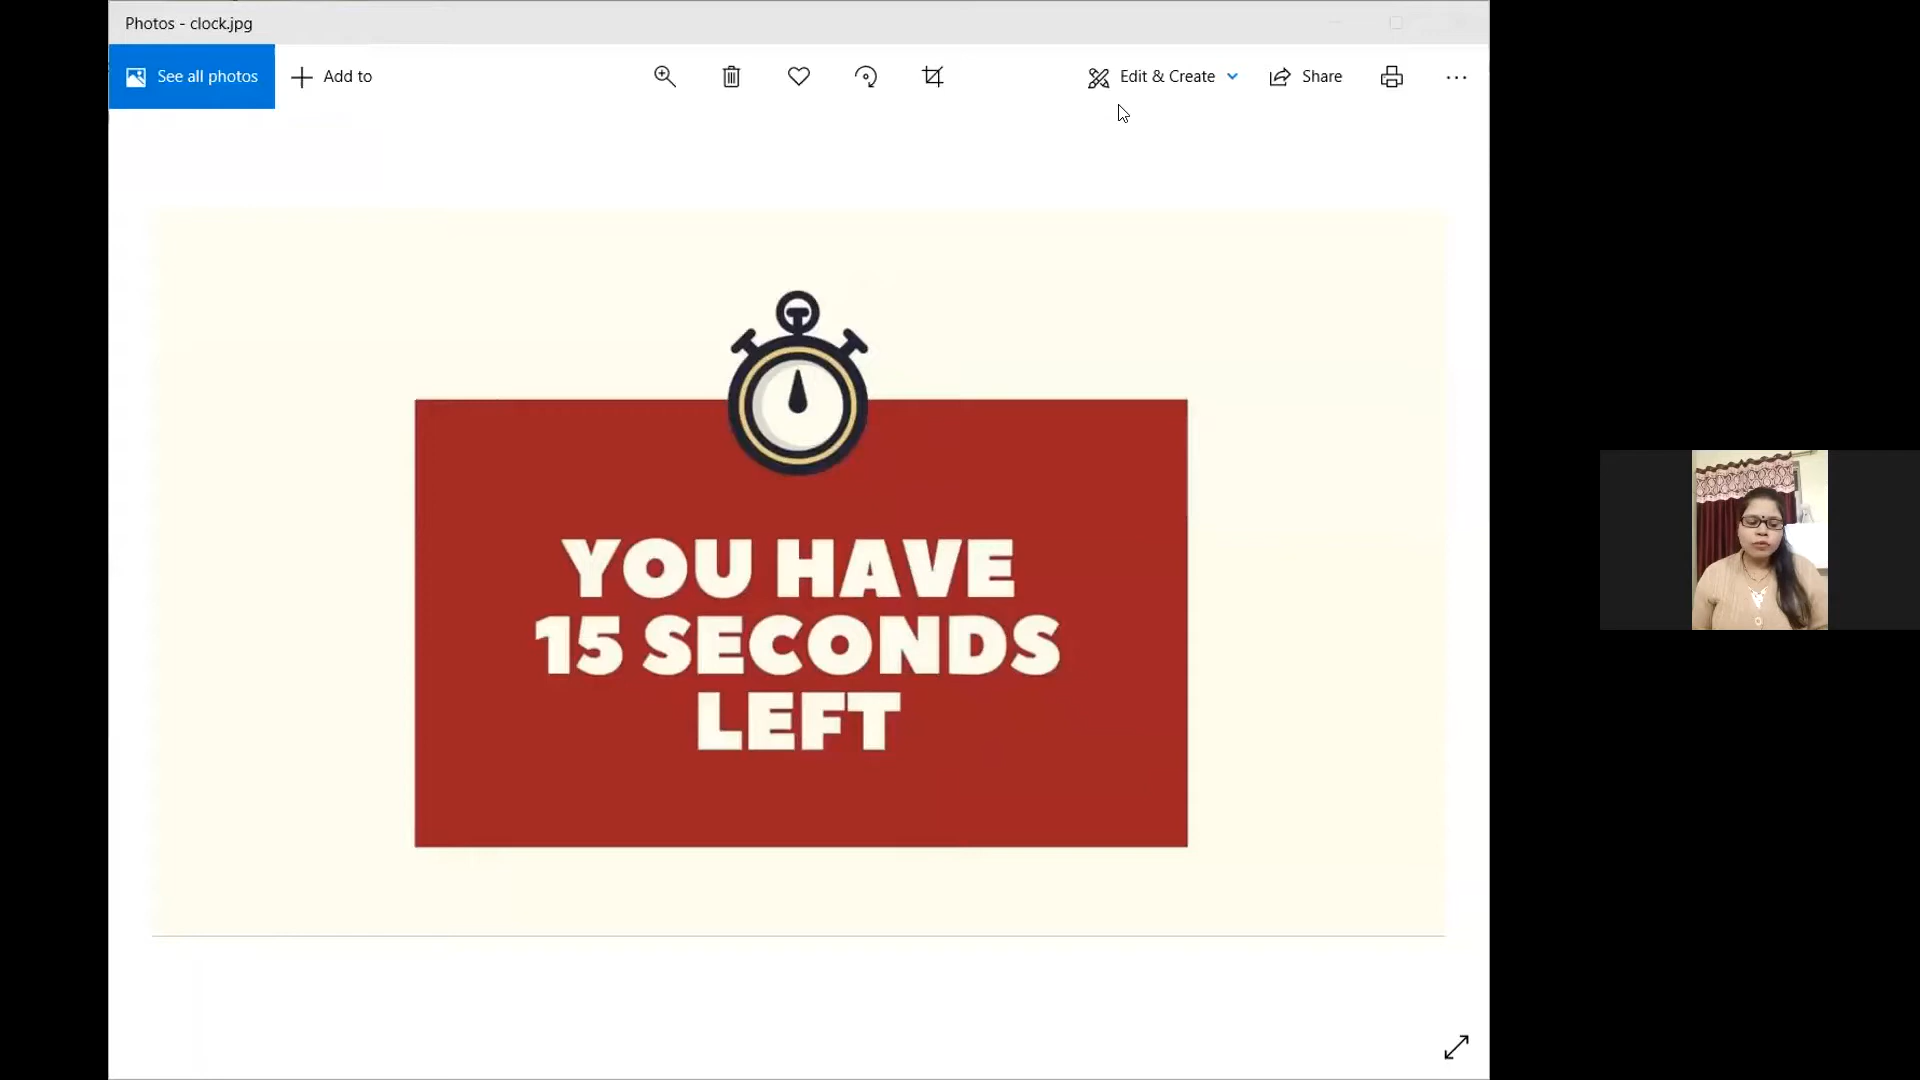 Photos - clock.jpg
See all photos
Add to
Edit & Create
Share
YOU HAVE
15 SECONDS
LEFT